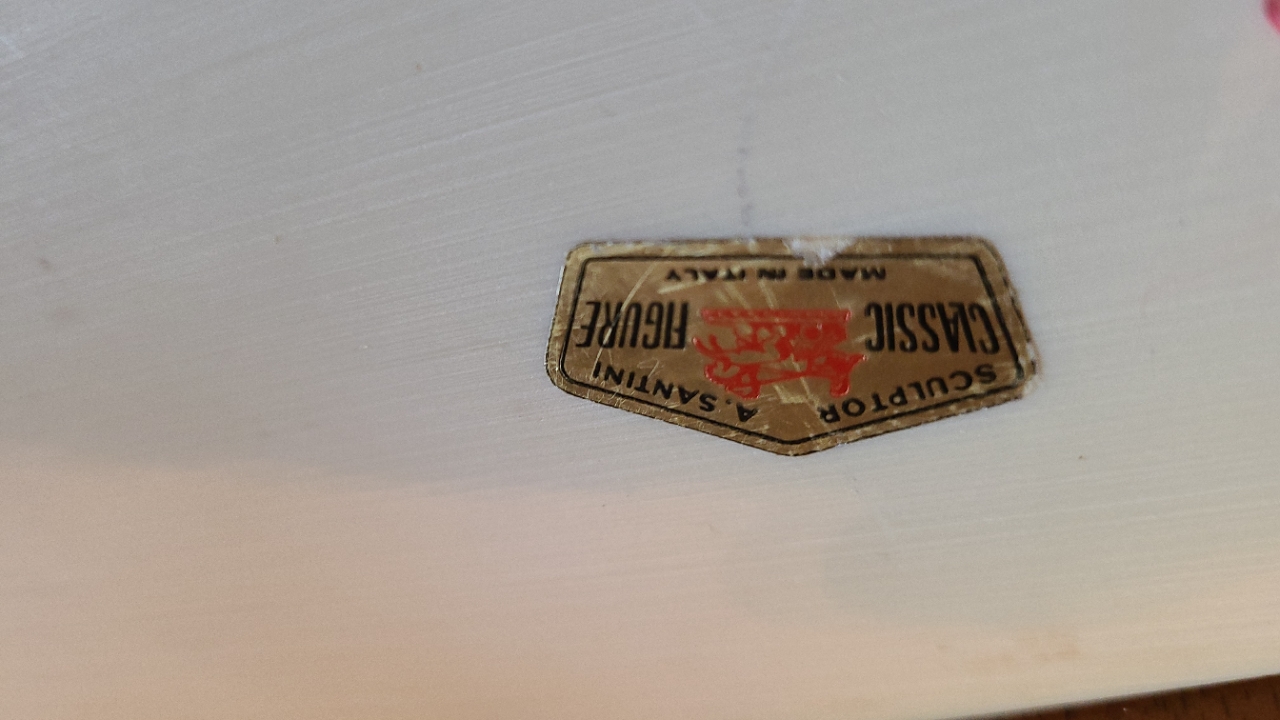 SCULPTOR A. SANTINI
CLASSIC FIGURE
MADE IN ITALY